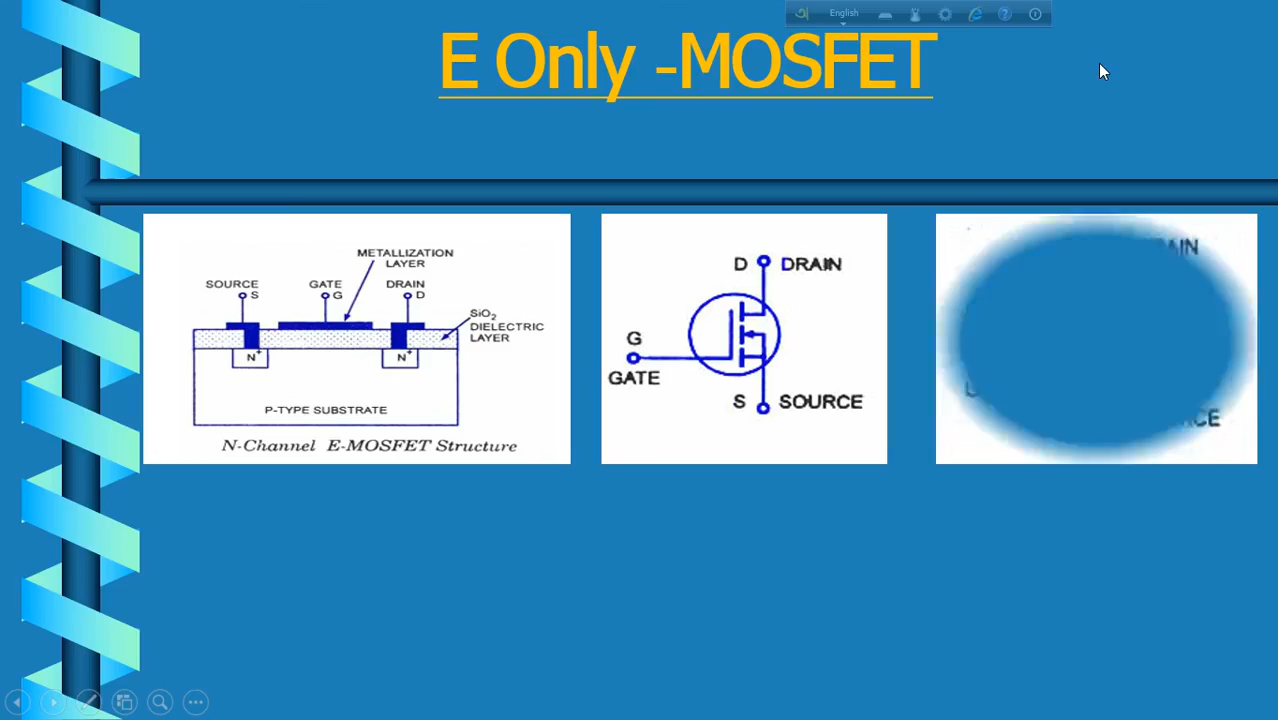 English
E Only -MOSFET
METALLIZATION
LAYER
SOURCE
S
GATE
G
DRAIN
D
SiO2
DIELECTRIC
LAYER
N+
N+
P-TYPE SUBSTRATE
N-Channel E-MOSFET Structure
D DRAIN
G
GATE
S SOURCE